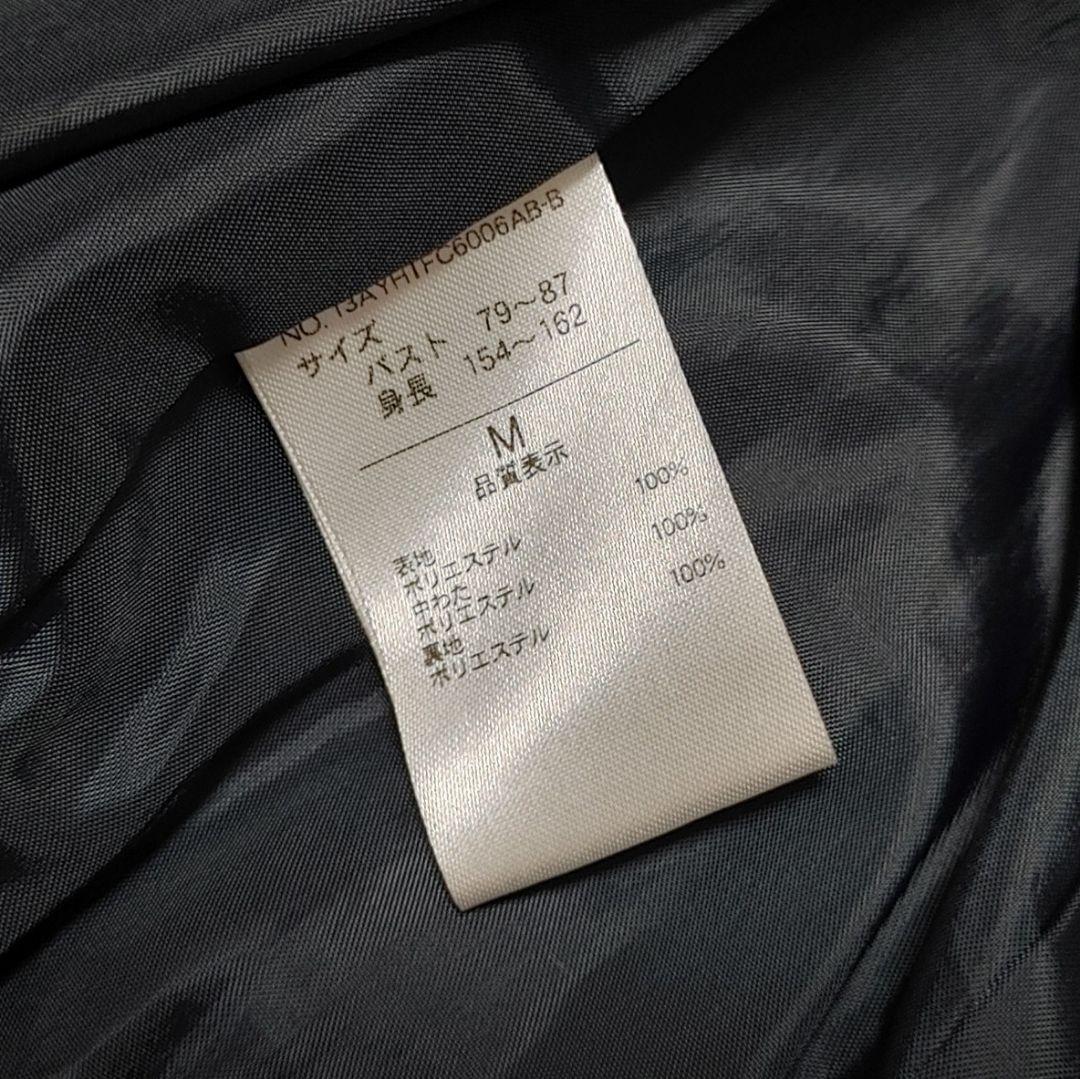 NO.13AYHTFC6006AB-B
サイズ
バスト 79～87
身長 154～162
M
品質表示
表地
ポリエステル 100%
中わた
ポリエステル 100%
裏地
ポリエステル 100%